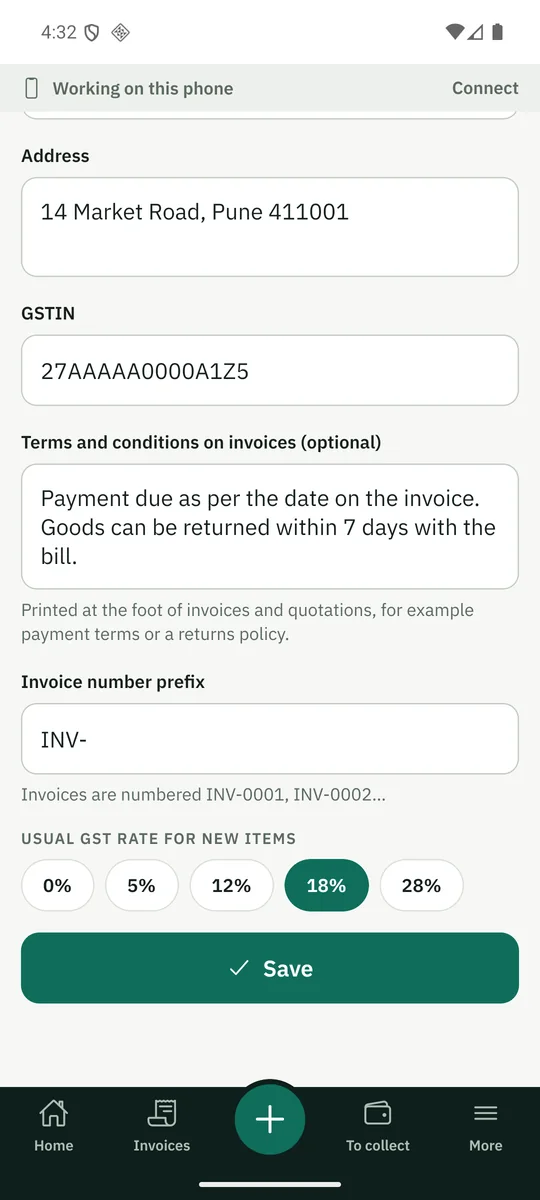 4:32
Working on this phone
Connect
Address
14 Market Road, Pune 411001
GSTIN
27AAAAA0000A1Z5
Terms and conditions on invoices (optional)
Payment due as per the date on the invoice.
Goods can be returned within 7 days with the
bill.
Printed at the foot of invoices and quotations, for example
payment terms or a returns policy.
Invoice number prefix
INV-
Invoices are numbered INV-0001, INV-0002...
USUAL GST RATE FOR NEW ITEMS
0% 5% 12% 18% 28%
Save
Home Invoices To collect More